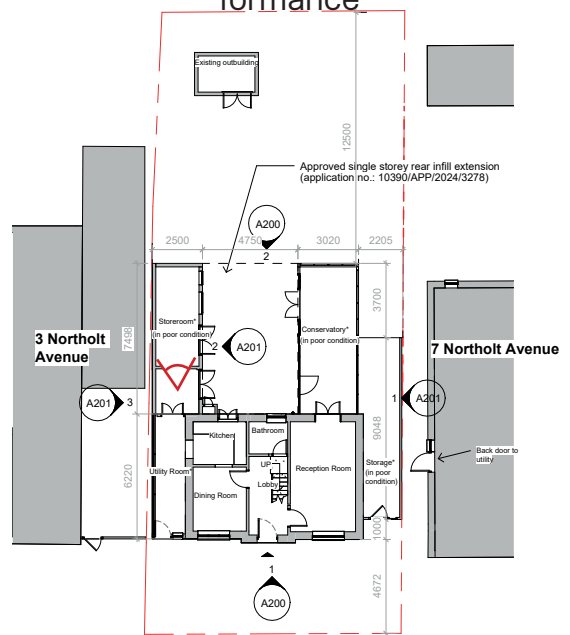 formance
Existing outbuilding
12500
Approved single storey rear infill extension
(application no.: 10390/APP/2024/3278)
A200
2
2500
4750
3020
2205
3700
7498
Storeroom*
(in poor condition)
2
A201
Conservatory*
(in poor condition)
3 Northolt
Avenue
7 Northolt Avenue
A201
3
1
A201
9048
6220
Kitchen
Bathroom
UP
Lobby
Utility Room*
Dining Room
Reception Room
Storage*
(in poor
condition)
Back door to
utility
1000
1
A200
4672